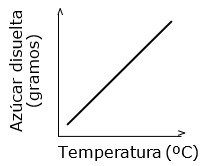 Azúcar disuelta
(gramos)
Temperatura (ºC)